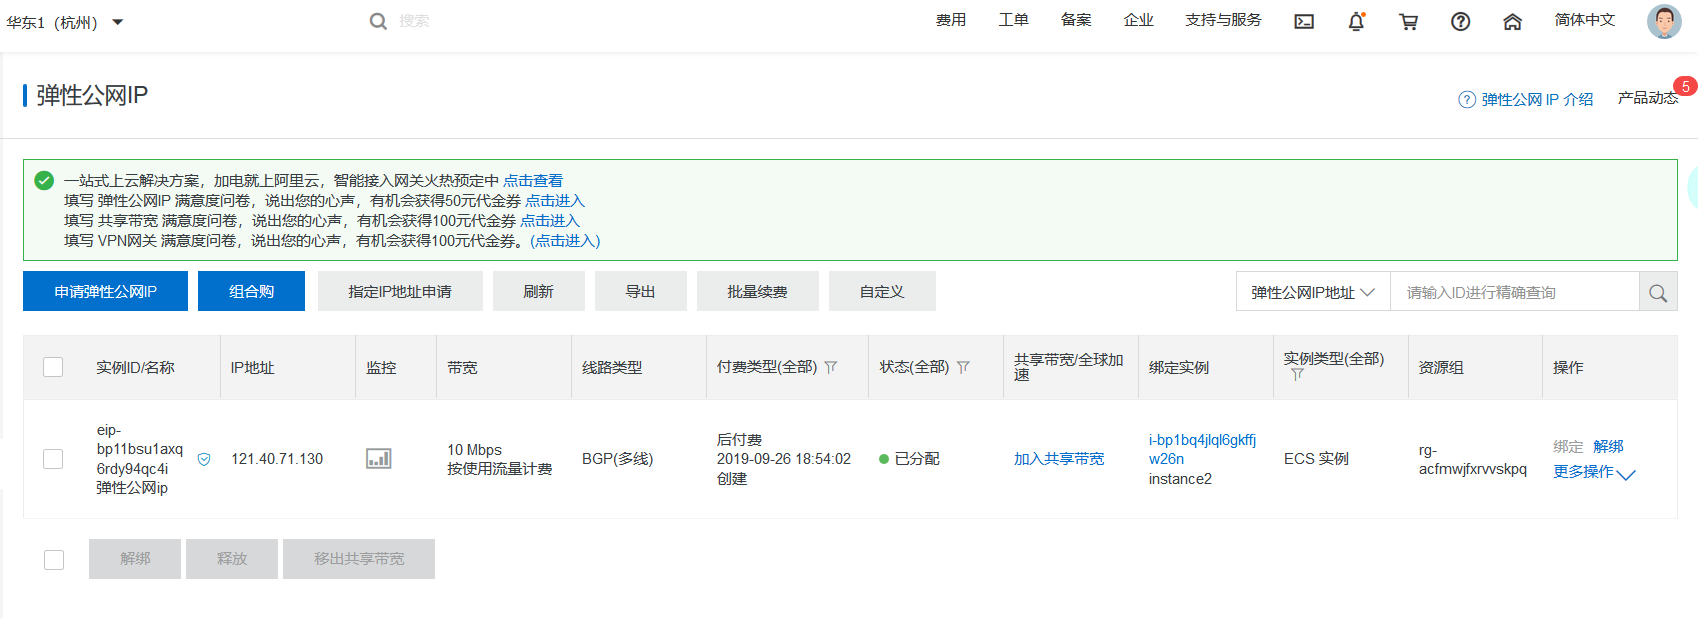 华东1（杭州）
搜索
费用 工单 备案 企业 支持与服务 简体中文
弹性公网IP
? 弹性公网 IP 介绍 产品动态 5
一站式上云解决方案，加电就上阿里云，智能接入网关火热预定中 点击查看
填写 弹性公网IP 满意度问卷，说出您的心声，有机会获得50元代金券 点击进入
填写 共享带宽 满意度问卷，说出您的心声，有机会获得100元代金券 点击进入
填写 VPN网关 满意度问卷，说出您的心声，有机会获得100元代金券。(点击进入)
申请弹性公网IP 组合购 指定IP地址申请 刷新 导出 批量续费 自定义 弹性公网IP地址 请输入ID进行精确查询
实例ID/名称
IP地址
监控
带宽
线路类型
付费类型(全部)
状态(全部)
共享带宽/全球加
速
绑定实例
实例类型(全部)
资源组
操作
eip-
bp11bsu1axq
6rdy94qc4i
弹性公网ip
121.40.71.130
10 Mbps
按使用流量计费
BGP(多线)
后付费
2019-09-26 18:54:02
创建
已分配
加入共享带宽
i-bp1bq4jlql6gkffj
w26n
instance2
ECS 实例
rg-
acfmwjfxrvvskpq
绑定 解绑
更多操作
解绑 释放 移出共享带宽